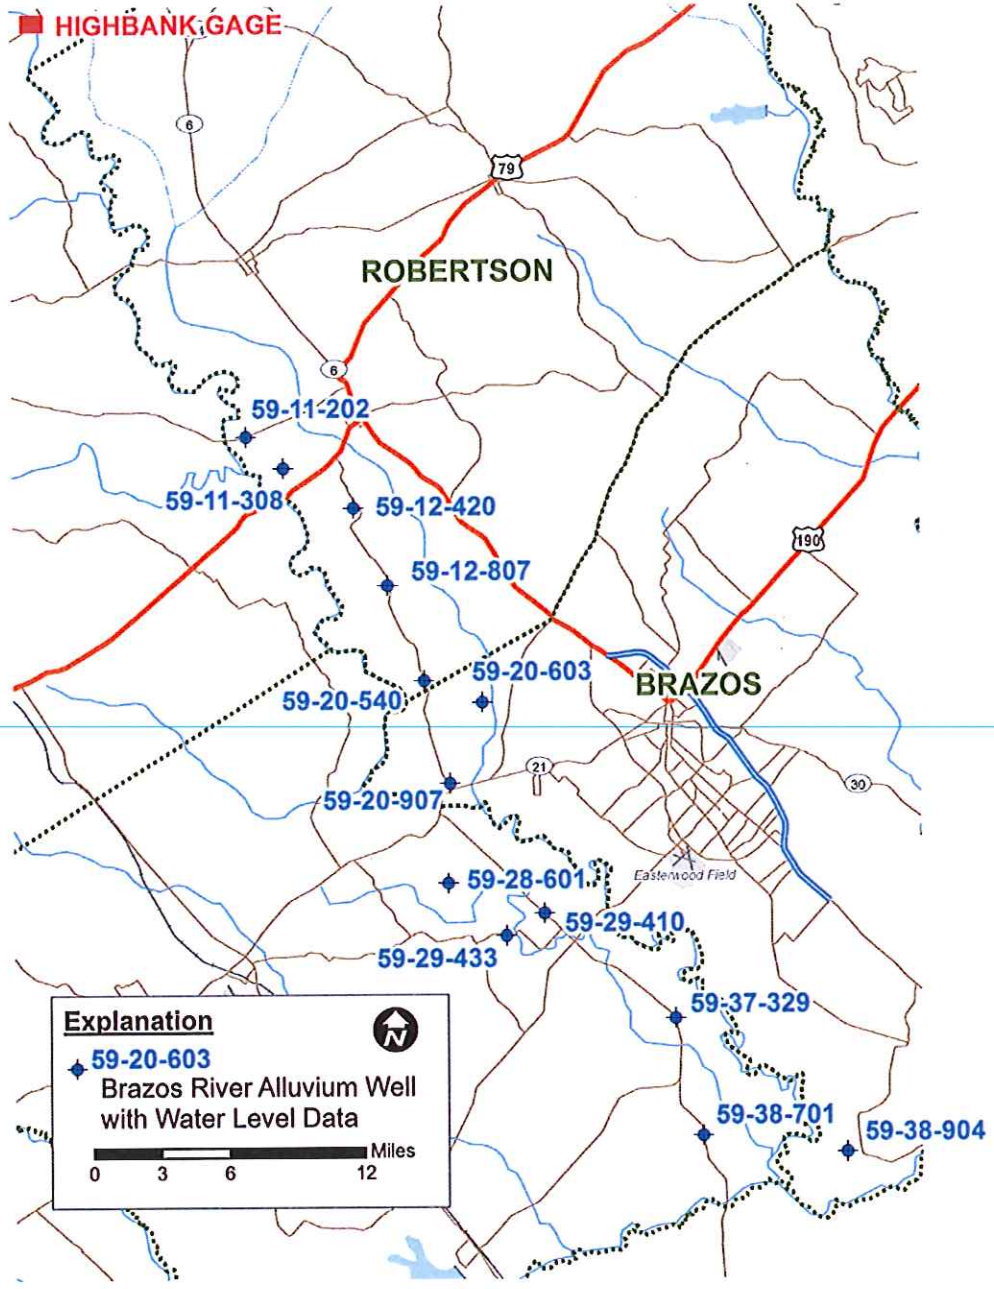 HIGHBANK GAGE
6
79
ROBERTSON
6
59-11-202
59-11-308
59-12-420
190
59-12-807
59-20-603
BRAZOS
59-20-540
21
30
59-20-907
Easterwood Field
59-28-601
59-29-410
59-29-433
59-37-329
Explanation
N
59-20-603
Brazos River Alluvium Well
with Water Level Data
Miles
0 3 6 12
59-38-701
59-38-904